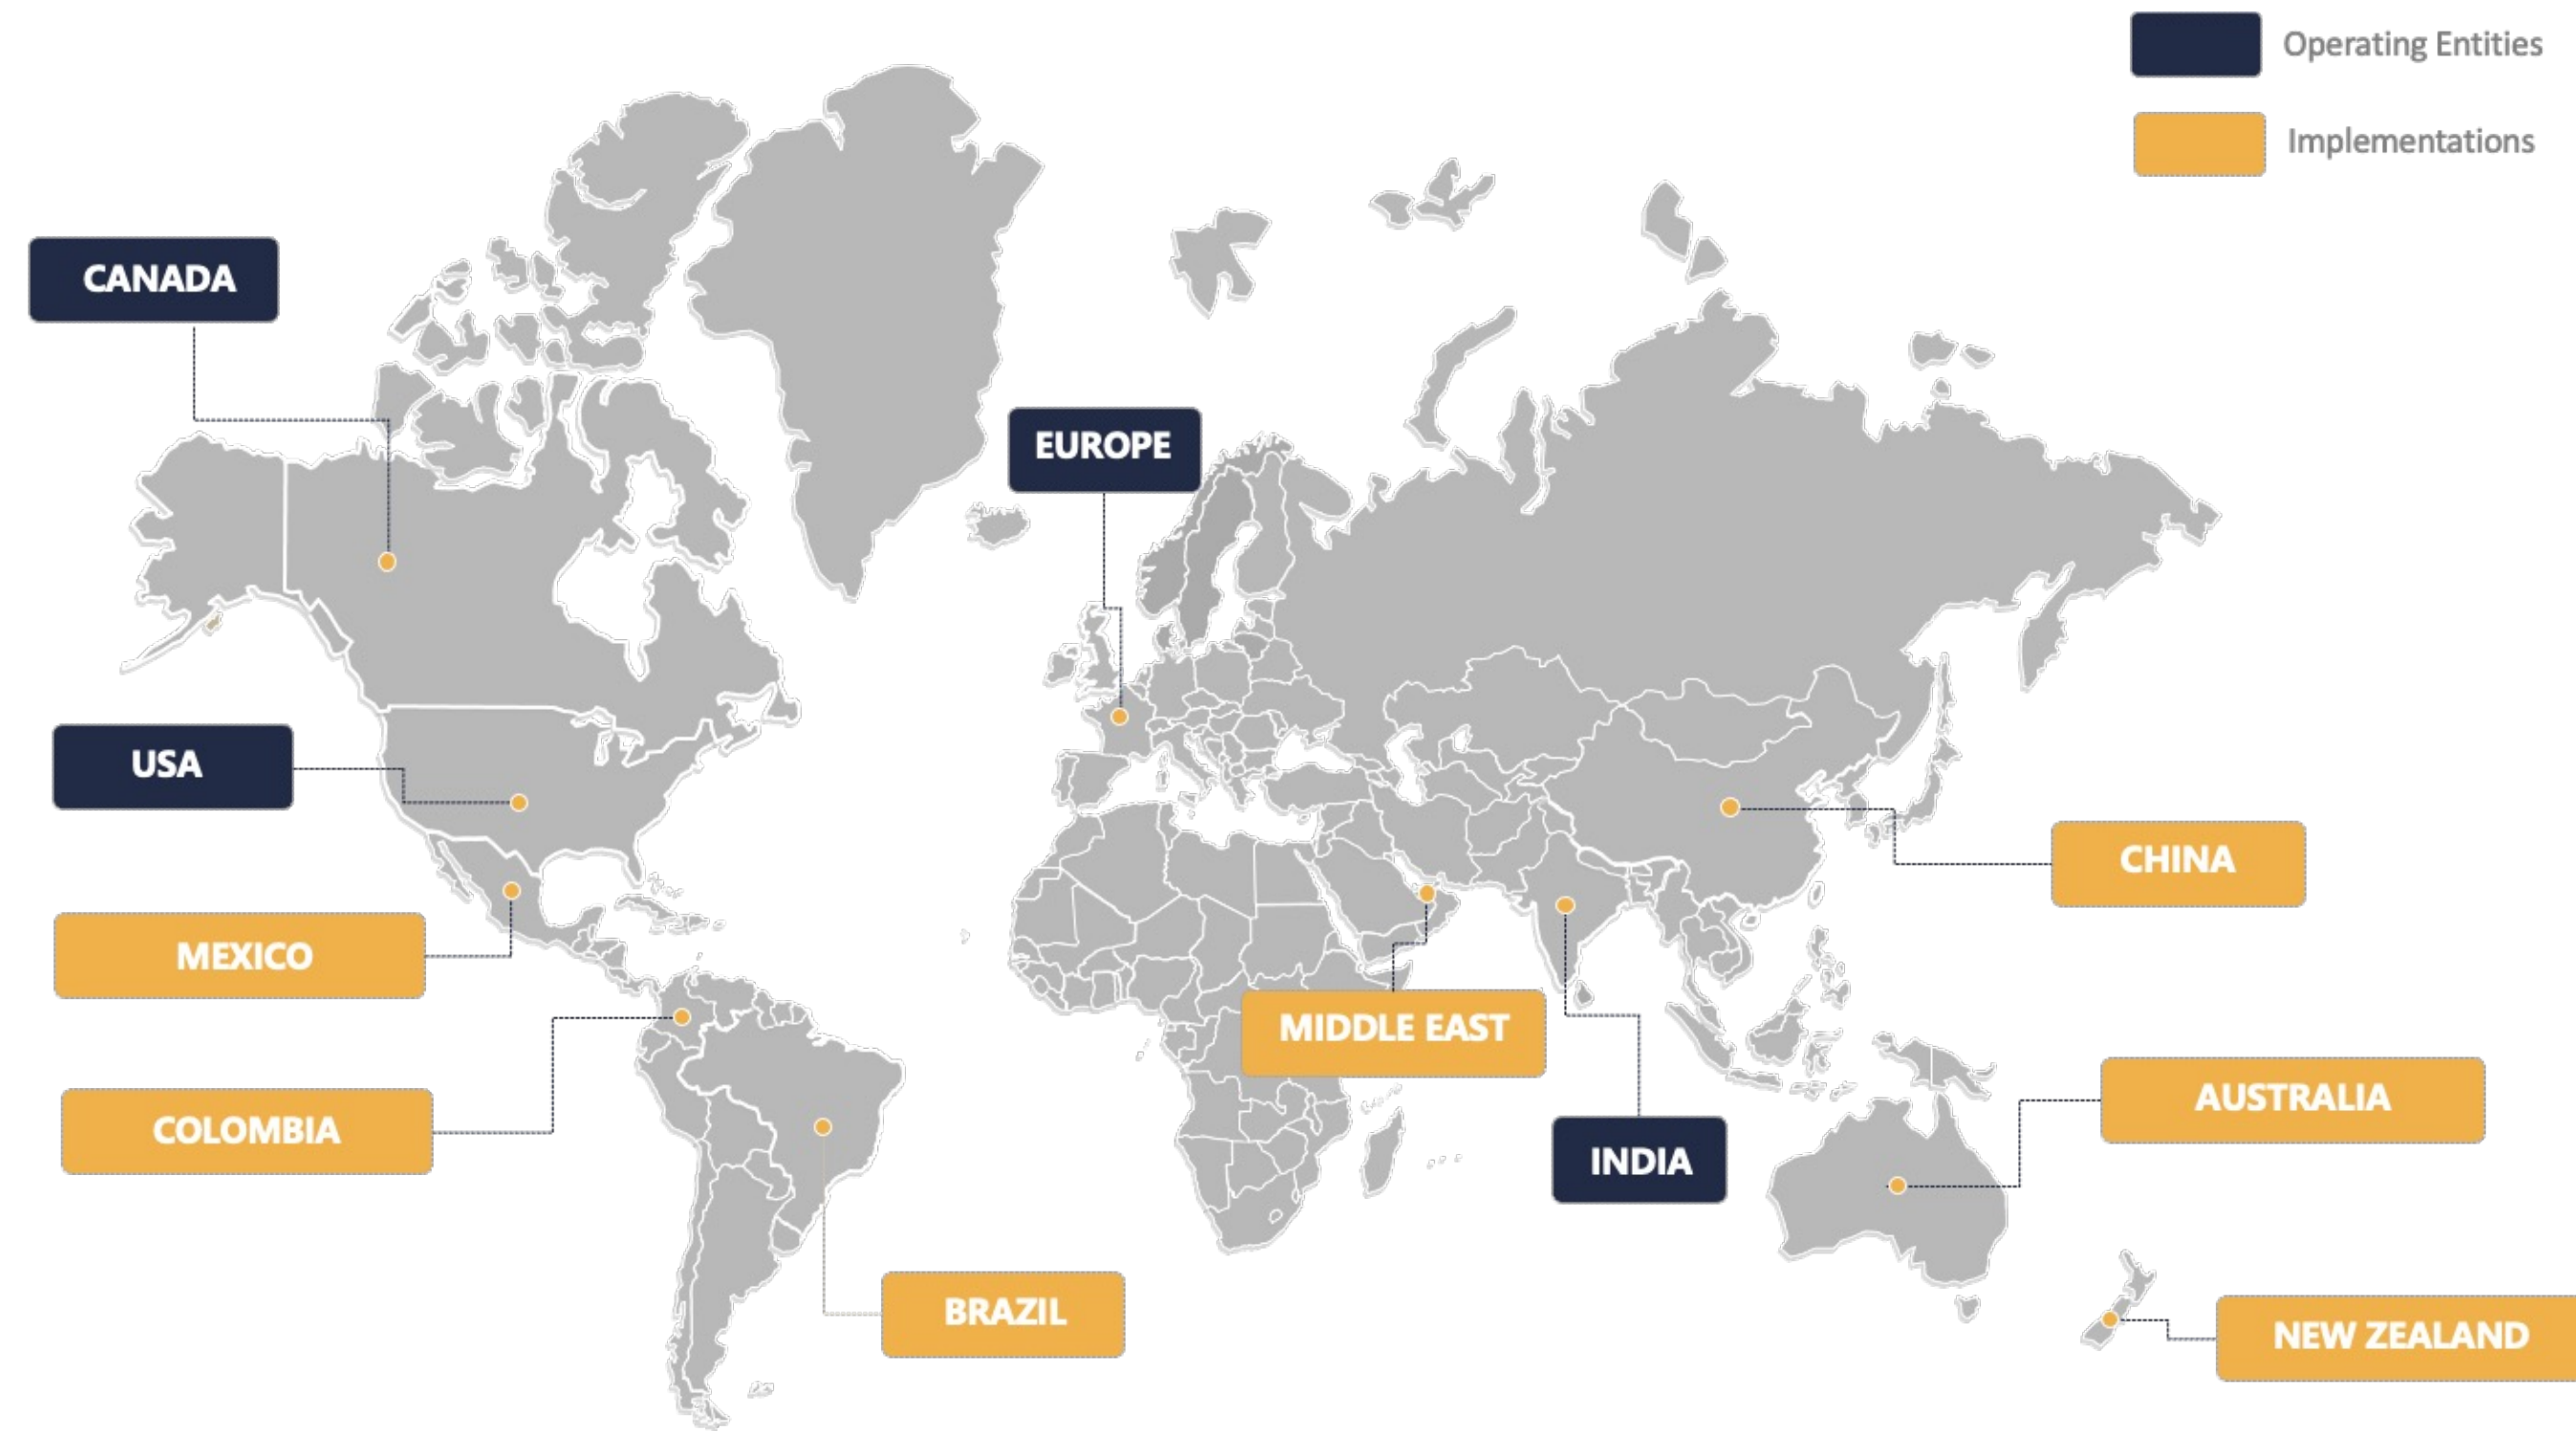 Operating Entities
Implementations
CANADA
EUROPE
USA
CHINA
MEXICO
MIDDLE EAST
COLOMBIA
AUSTRALIA
INDIA
BRAZIL
NEW ZEALAND